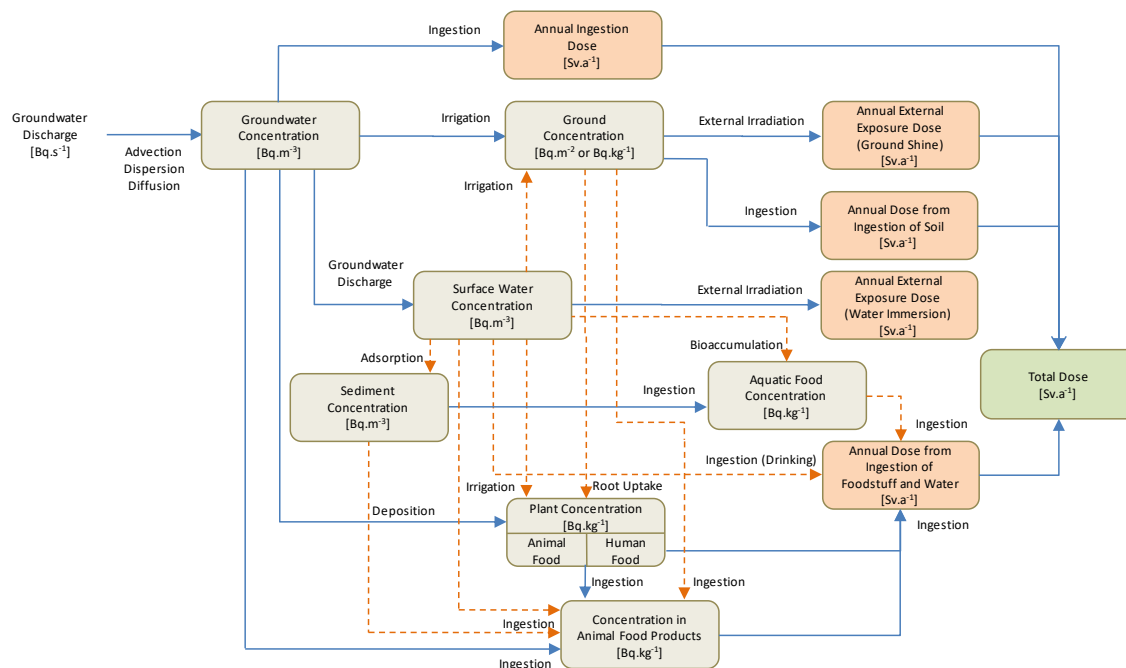 Ingestion
Annual Ingestion
Dose
[Sv.a⁻¹]
Groundwater
Discharge
[Bq.s⁻¹]
Advection
Dispersion
Diffusion
Groundwater
Concentration
[Bq.m⁻³]
Irrigation
Ground
Concentration
[Bq.m⁻² or Bq.kg⁻¹]
External Irradiation
Annual External
Exposure Dose
(Ground Shine)
[Sv.a⁻¹]
Irrigation
Ingestion
Annual Dose from
Ingestion of Soil
[Sv.a⁻¹]
Groundwater
Discharge
Surface Water
Concentration
[Bq.m⁻³]
External Irradiation
Annual External
Exposure Dose
(Water Immersion)
[Sv.a⁻¹]
Adsorption
Bioaccumulation
Sediment
Concentration
[Bq.m⁻³]
Ingestion
Aquatic Food
Concentration
[Bq.kg⁻¹]
Total Dose
[Sv.a⁻¹]
Ingestion
Ingestion (Drinking)
Annual Dose from
Ingestion of
Foodstuff and Water
[Sv.a⁻¹]
Irrigation
Root Uptake
Deposition
Plant Concentration
[Bq.kg⁻¹]
Animal
Food
Human
Food
Ingestion
Ingestion
Ingestion
Ingestion
Concentration in
Animal Food Products
[Bq.kg⁻¹]
Ingestion